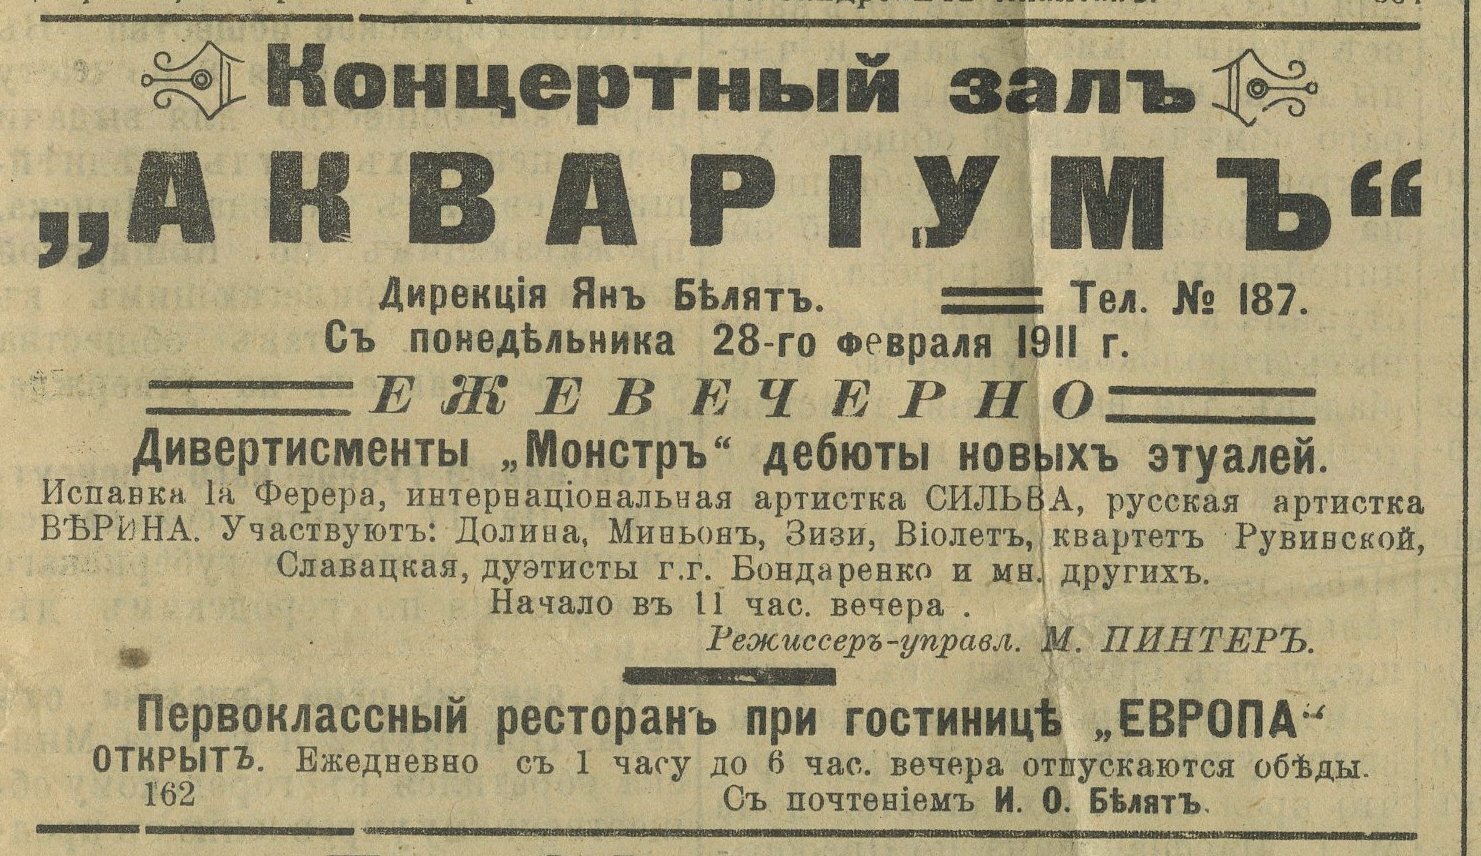 Концертный залъ
„АКВАРІУМЪ“
Дирекція Янъ Бѣлятъ. Тел. № 187.
Съ понедѣльника 28-го февраля 1911 г.
ЕЖЕВЕЧЕРНО
Дивертисменты „Монстръ“ дебюты новыхъ этуалей.
Испавка 1а Ферера, интернаціональная артистка СИЛЬВА, русская артистка
ВѢРИНА. Участвуютъ: Долина, Миньонъ, Зизи, Віолетъ, квартетъ Рувинской,
Славацкая, дуэтисты г.г. Бондаренко и мн. другихъ.
Начало въ 11 час. вечера .
Режиссеръ-управл. М. ПИНТЕРЪ.
Первоклассный ресторанъ при гостиницѣ „ЕВРОПА“
ОТКРЫТЪ. Ежедневно съ 1 часу до 6 час. вечера отпускаются обѣды.
162 Съ почтеніемъ И. О. Бѣлятъ.